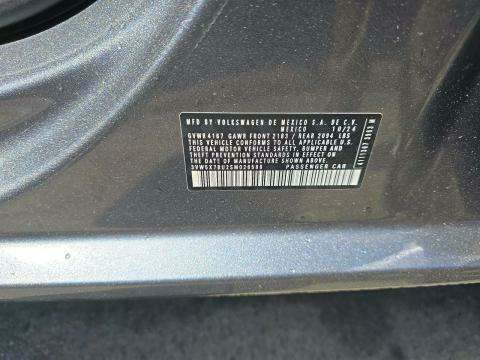 MFD BY VOLKSWAGEN DE MEXICO S.A. DE C.V.
MEXICO 10/24
GVWR 4167 GAWR FRONT 2183 / REAR 2094 LBS
THIS VEHICLE CONFORMS TO ALL APPLICABLE U.S.
FEDERAL MOTOR VEHICLE SAFETY, BUMPER AND
THEFT PREVENTION STANDARDS IN EFFECT ON
THE DATE OF MANUFACTURE SHOWN ABOVE.
PASSENGER CAR